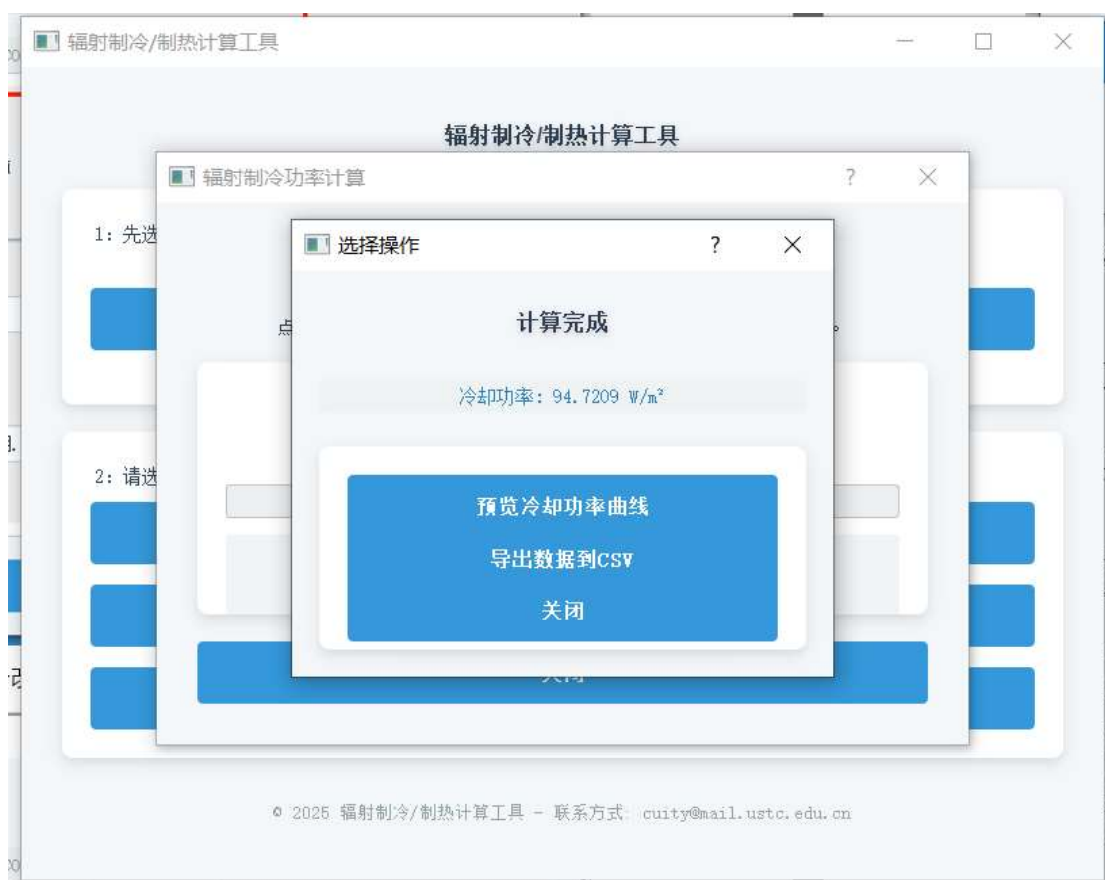 辐射制冷/制热计算工具
辐射制冷/制热计算工具
辐射制冷功率计算
?
1: 先选
选择操作
?
点
计算完成
。
冷却功率: 94.7209 W/m²
2: 请选
预览冷却功率曲线
导出数据到CSV
关闭
© 2025 辐射制冷/制热计算工具 - 联系方式: cuity@mail.ustc.edu.cn